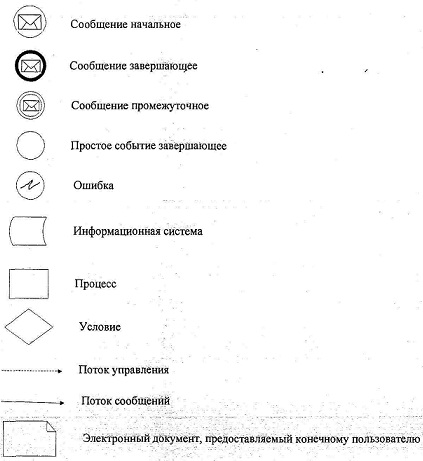 Сообщение начальное
Сообщение завершающее
Сообщение промежуточное
Простое событие завершающее
Ошибка
Информационная система
Процесс
Условие
Поток управления
Поток сообщений
Электронный документ, предоставляемый конечному пользователю